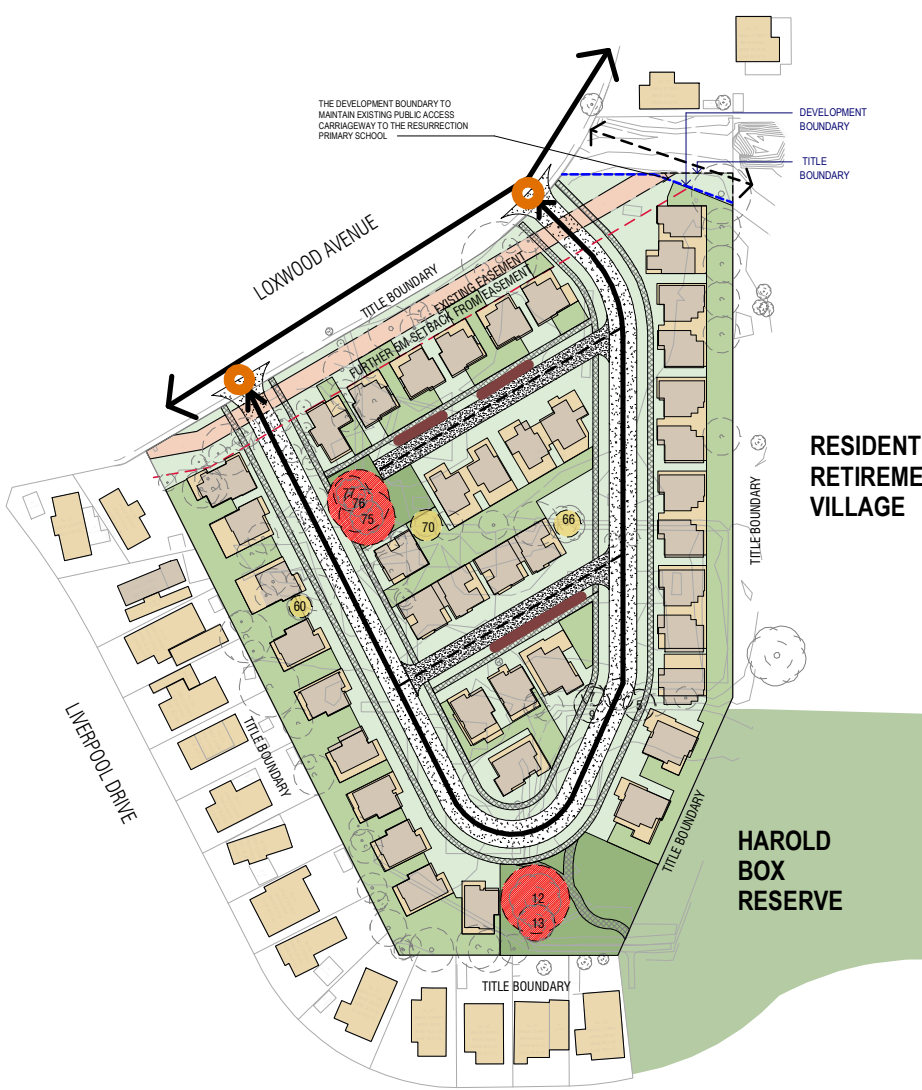 THE DEVELOPMENT BOUNDARY TO
MAINTAIN EXISTING PUBLIC ACCESS
CARRIAGEWAY TO THE RESURRECTION
PRIMARY SCHOOL
DEVELOPMENT
BOUNDARY
TITLE
BOUNDARY
LOXWOOD AVENUE
TITLE BOUNDARY
EXISTING EASEMENT
FURTHER 5M SETBACK FROM EASEMENT
RESIDENT
RETIREME
VILLAGE
TITLE BOUNDARY
77
76
75
70
66
60
LIVERPOOL DRIVE
TITLE BOUNDARY
9
5
TITLE BOUNDARY
HAROLD
BOX
RESERVE
12
13
TITLE BOUNDARY